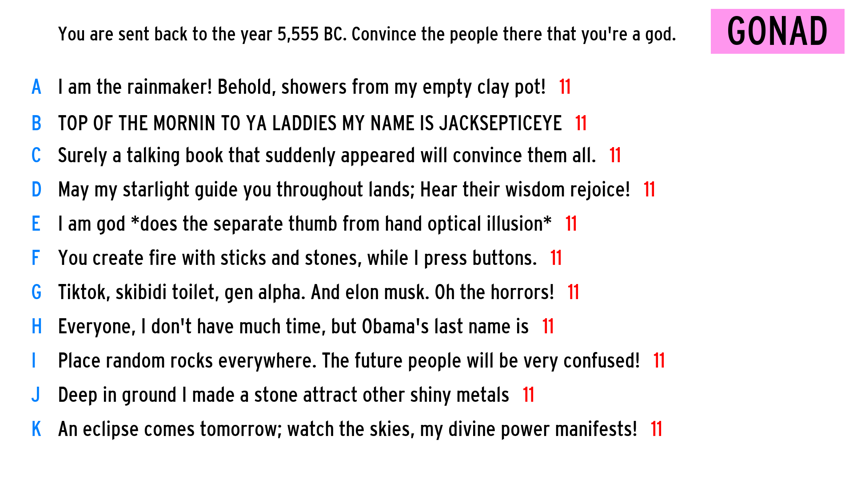 You are sent back to the year 5,555 BC. Convince the people there that you're a god.
GONAD
A I am the rainmaker! Behold, showers from my empty clay pot! 11
B TOP OF THE MORNIN TO YA LADDIES MY NAME IS JACKSEPTICEYE 11
C Surely a talking book that suddenly appeared will convince them all. 11
D May my starlight guide you throughout lands; Hear their wisdom rejoice! 11
E I am god *does the separate thumb from hand optical illusion* 11
F You create fire with sticks and stones, while I press buttons. 11
G Tiktok, skibidi toilet, gen alpha. And elon musk. Oh the horrors! 11
H Everyone, I don't have much time, but Obama's last name is 11
I Place random rocks everywhere. The future people will be very confused! 11
J Deep in ground I made a stone attract other shiny metals 11
K An eclipse comes tomorrow; watch the skies, my divine power manifests! 11